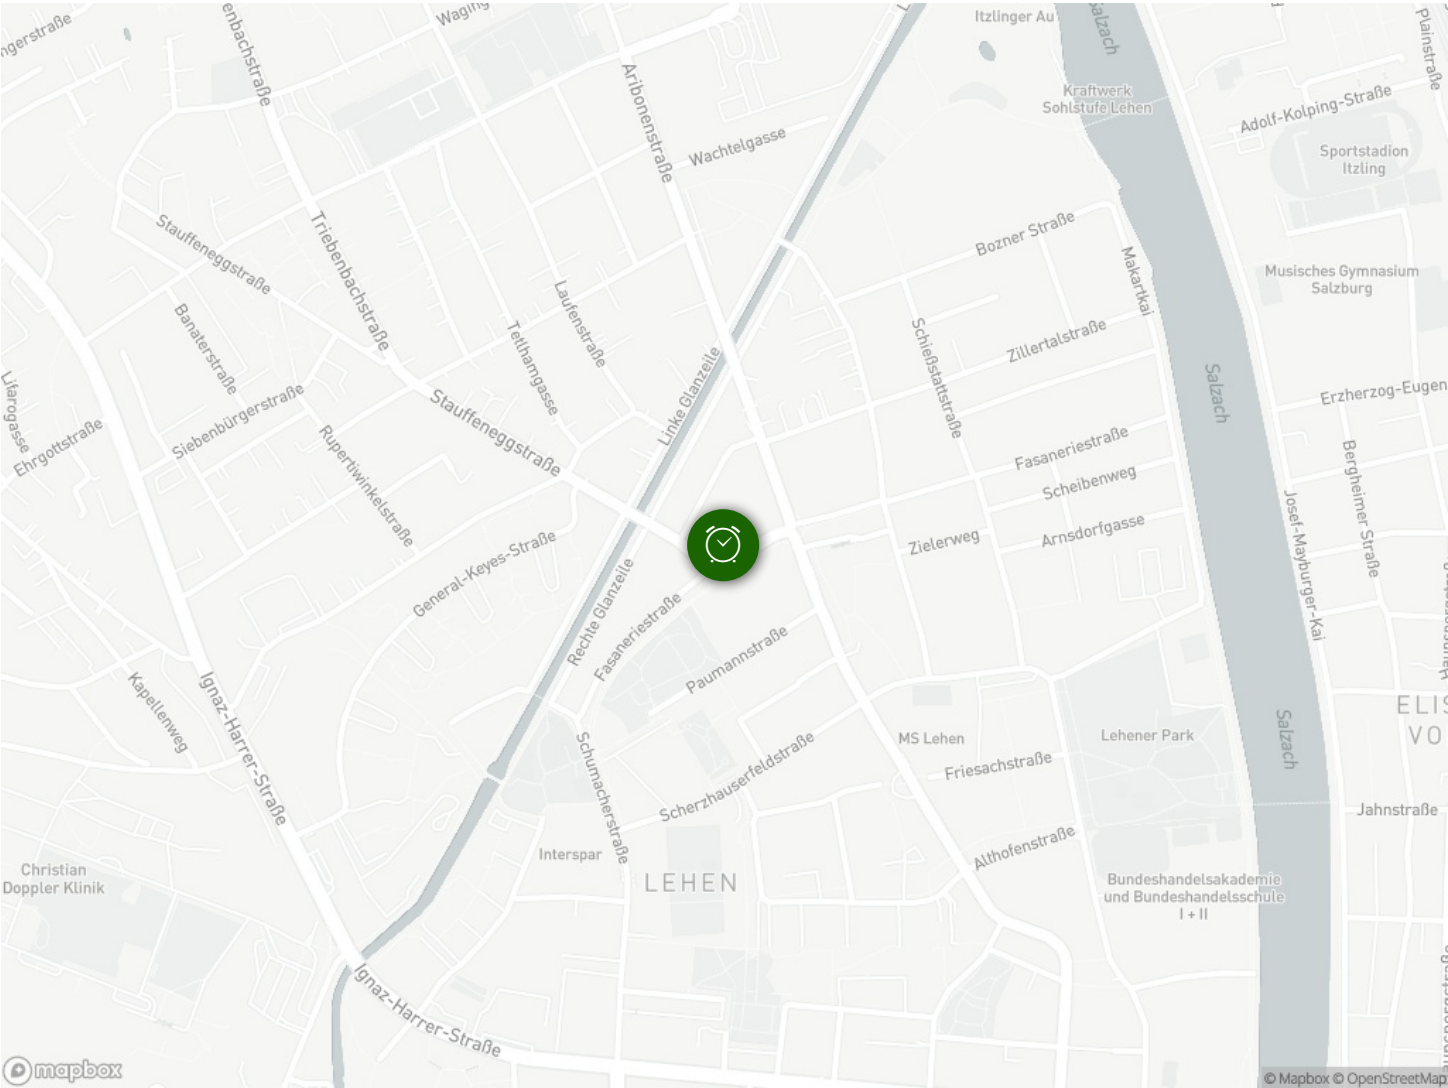 Itzlinger Au
Salzach
Plainstraße
Aribonenstraße
Kraftwerk
Sohlstufe Lehen
Adolf-Kolping-Straße
Wachtelgasse
Sportstadion
Itzling
Stauffeneggstraße
Triebenbachstraße
Bozner Straße
Makartkai
Musisches Gymnasium
Salzburg
Banaterstraße
Laufenstraße
Tettlhamgasse
Linke Glanzeile
Schießstattstraße
Zillertalstraße
Salzach
Erzherzog-Eugen
Lifarogasse
Ehrgottstraße
Siebenbürgerstraße
Stauffeneggstraße
Rupertiwinkelstraße
Fasaneriestraße
Scheibenweg
Bergheimer Straße
Josef-Mayburger-Kai
Arnsdorfgasse
Zielerweg
General-Keyes-Straße
Rechte Glanzeile
Fasaneriestraße
Paumannstraße
Kapellenweg
Ignaz-Harrer-Straße
Schumacherstraße
Scherzhauserfeldstraße
MS Lehen
Lehener Park
Salzach
ELIS
VO
Friesachstraße
Jahnstraße
Althofenstraße
Interspar
LEHEN
Christian
Doppler Klinik
Bundeshandelsakademie
und Bundeshandelsschule
I + II
Ignaz-Harrer-Straße
mapbox
© Mapbox © OpenStreetMap